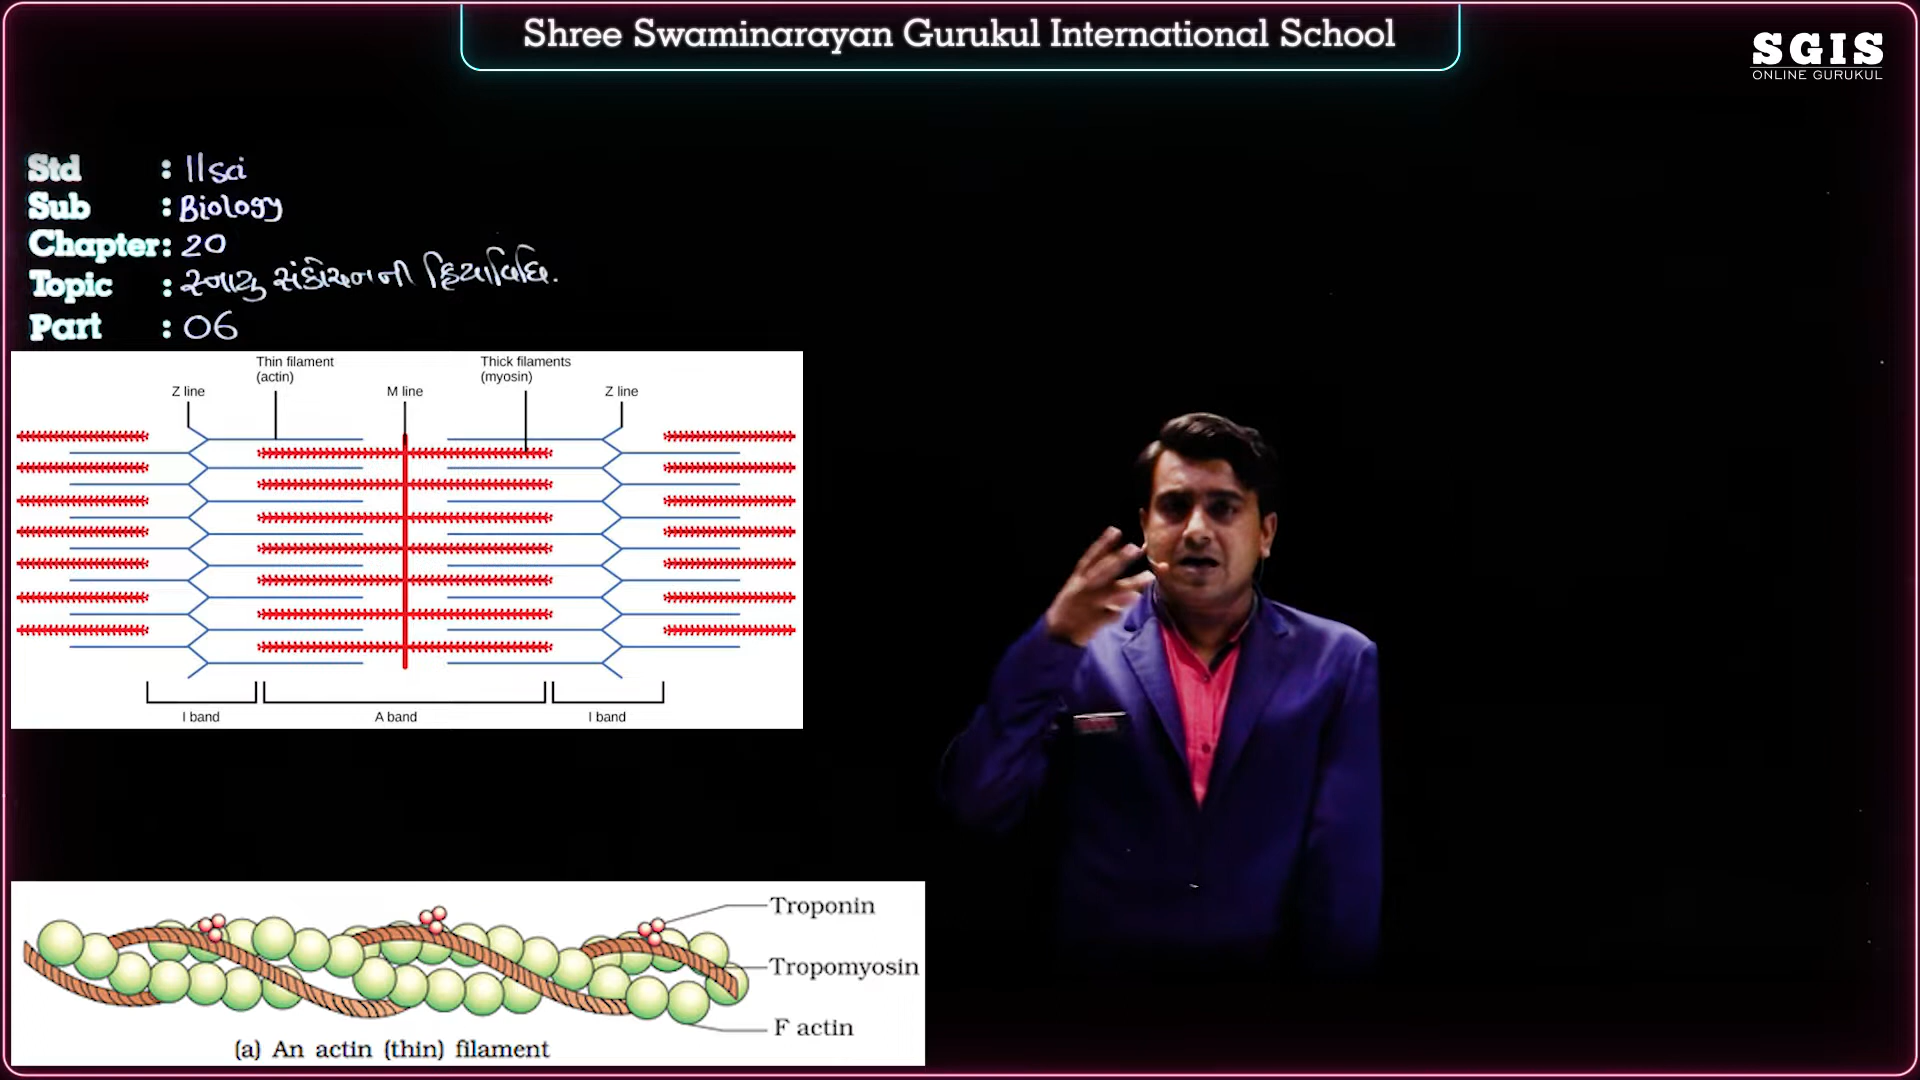 Shree Swaminarayan Gurukul International School
SGIS
ONLINE GURUKUL
Std : 11 sci
Sub : Biology
Chapter : 20
Topic : સ્નાયુ સંકોચનની ક્રિયાવિધિ.
Part : 06
Thin filament
(actin)
Thick filaments
(myosin)
Z line
M line
Z line
I band
A band
I band
Troponin
Tropomyosin
F actin
(a) An actin (thin) filament